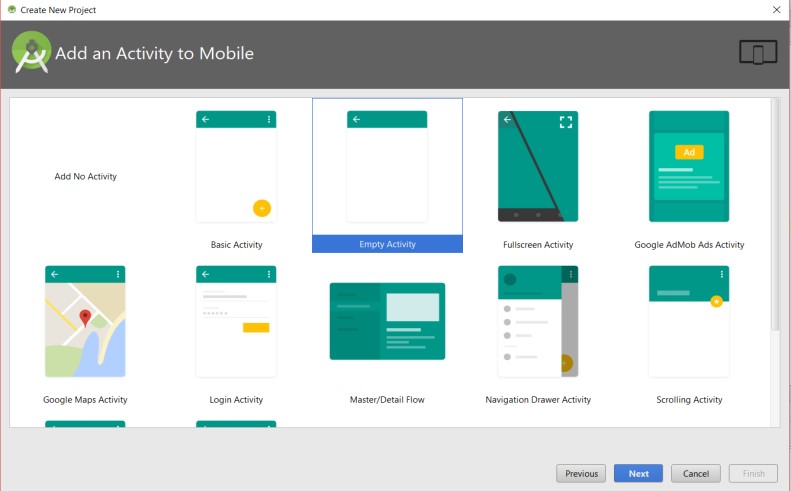 Create New Project
Add an Activity to Mobile
Add No Activity
Basic Activity
Empty Activity
Fullscreen Activity
Ad
Google AdMob Ads Activity
Google Maps Activity
Login Activity
Master/Detail Flow
Navigation Drawer Activity
Scrolling Activity
Previous
Next
Cancel
Finish